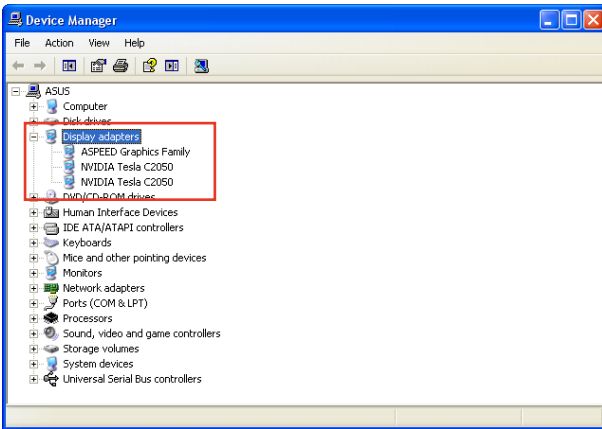 Device Manager
File Action View Help
ASUS
Computer
Disk drives
Display adapters
ASPEED Graphics Family
NVIDIA Tesla C2050
NVIDIA Tesla C2050
DVD/CD-ROM drives
Human Interface Devices
IDE ATA/ATAPI controllers
Keyboards
Mice and other pointing devices
Monitors
Network adapters
Ports (COM & LPT)
Processors
Sound, video and game controllers
Storage volumes
System devices
Universal Serial Bus controllers